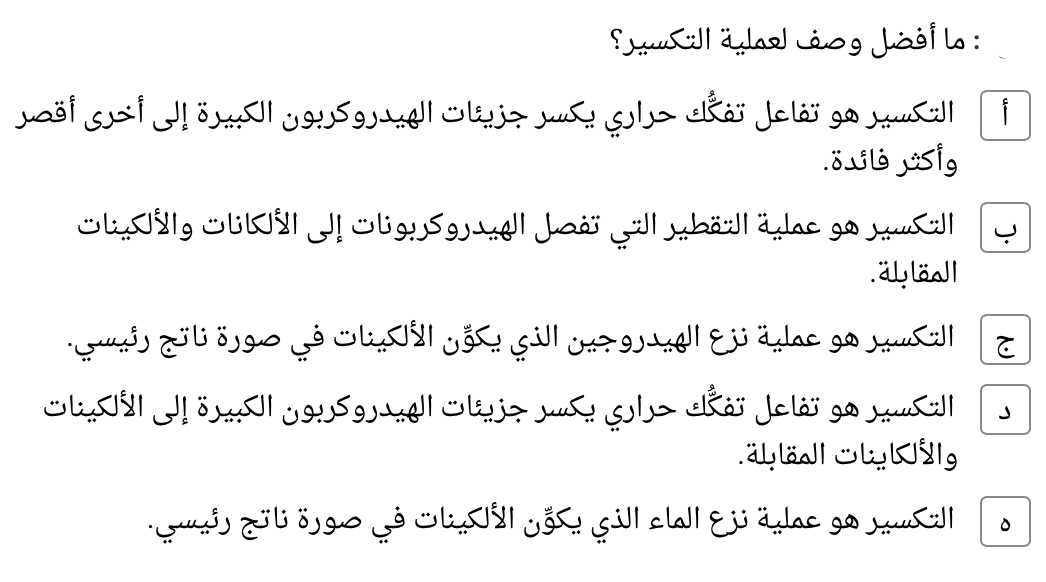 : ما أفضل وصف لعملية التكسير؟
أ التكسير هو تفاعل تفكُّك حراري يكسر جزيئات الهيدروكربون الكبيرة إلى أخرى أقصر
وأكثر فائدة.
ب التكسير هو عملية التقطير التي تفصل الهيدروكربونات إلى الألكانات والألكينات
المقابلة.
ج التكسير هو عملية نزع الهيدروجين الذي يكوِّن الألكينات في صورة ناتج رئيسي.
د التكسير هو تفاعل تفكُّك حراري يكسر جزيئات الهيدروكربون الكبيرة إلى الألكينات
والألكاينات المقابلة.
ه التكسير هو عملية نزع الماء الذي يكوِّن الألكينات في صورة ناتج رئيسي.